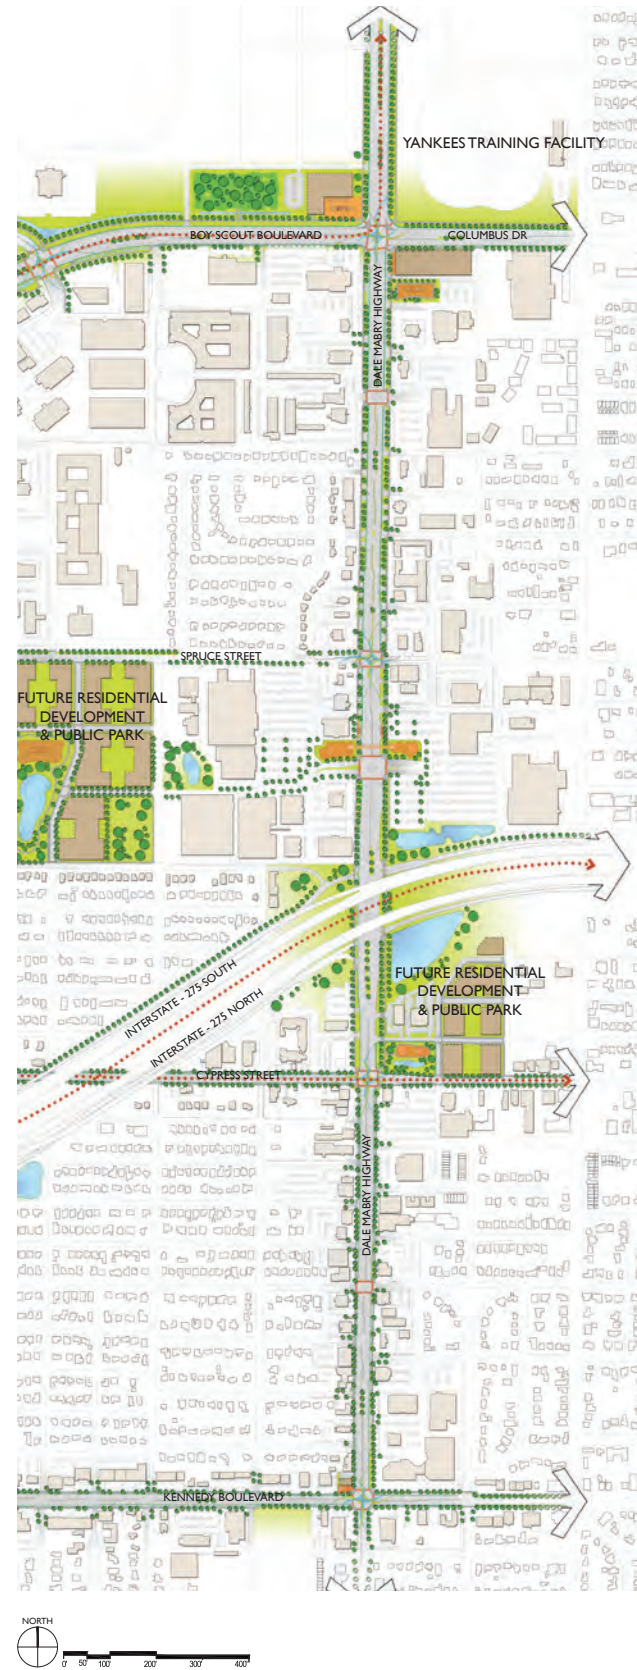 YANKEES TRAINING FACILITY
BOY SCOUT BOULEVARD
COLUMBUS DR
DALE MABRY HIGHWAY
SPRUCE STREET
FUTURE RESIDENTIAL
DEVELOPMENT
& PUBLIC PARK
INTERSTATE - 275 SOUTH
INTERSTATE - 275 NORTH
FUTURE RESIDENTIAL
DEVELOPMENT
& PUBLIC PARK
CYPRESS STREET
DALE MABRY HIGHWAY
KENNEDY BOULEVARD
NORTH
0' 50' 100' 200' 300' 400'